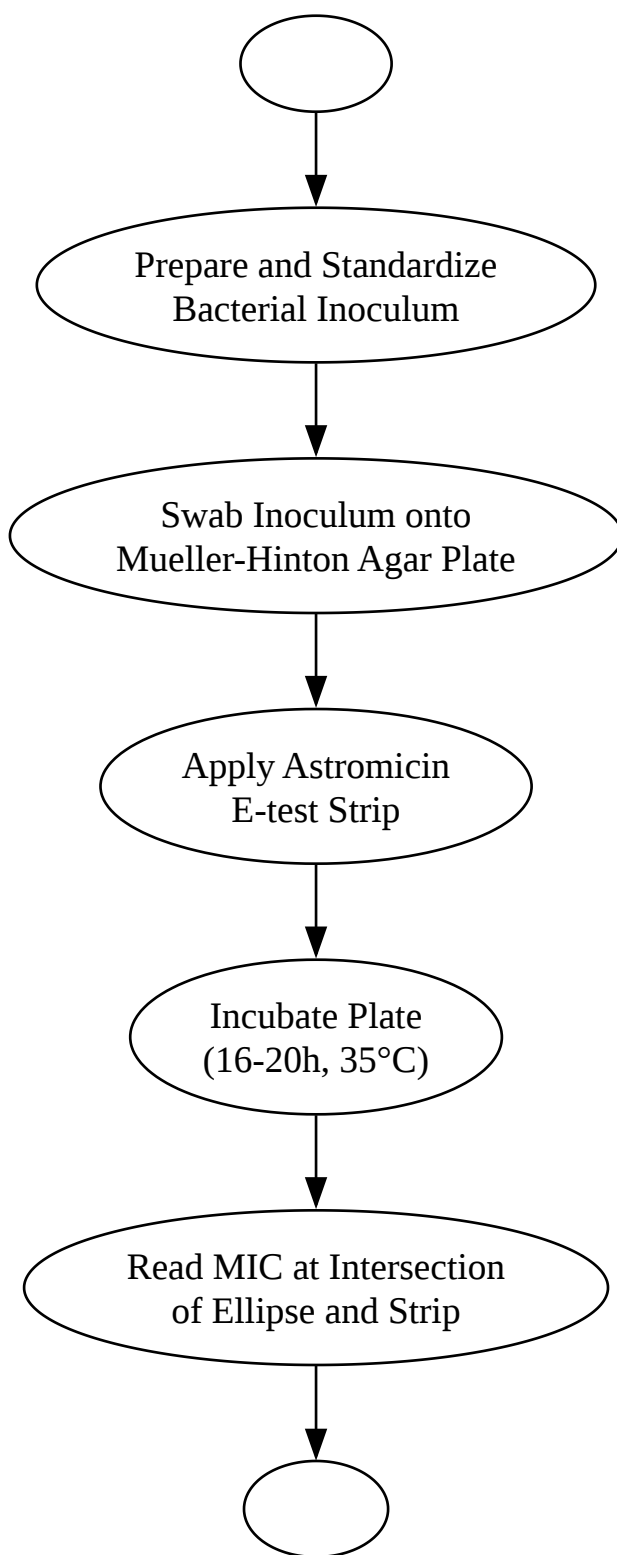 Prepare and Standardize
Bacterial Inoculum
Swab Inoculum onto
Mueller-Hinton Agar Plate
Apply Astromicin
E-test Strip
Incubate Plate
(16-20h, 35°C)
Read MIC at Intersection
of Ellipse and Strip